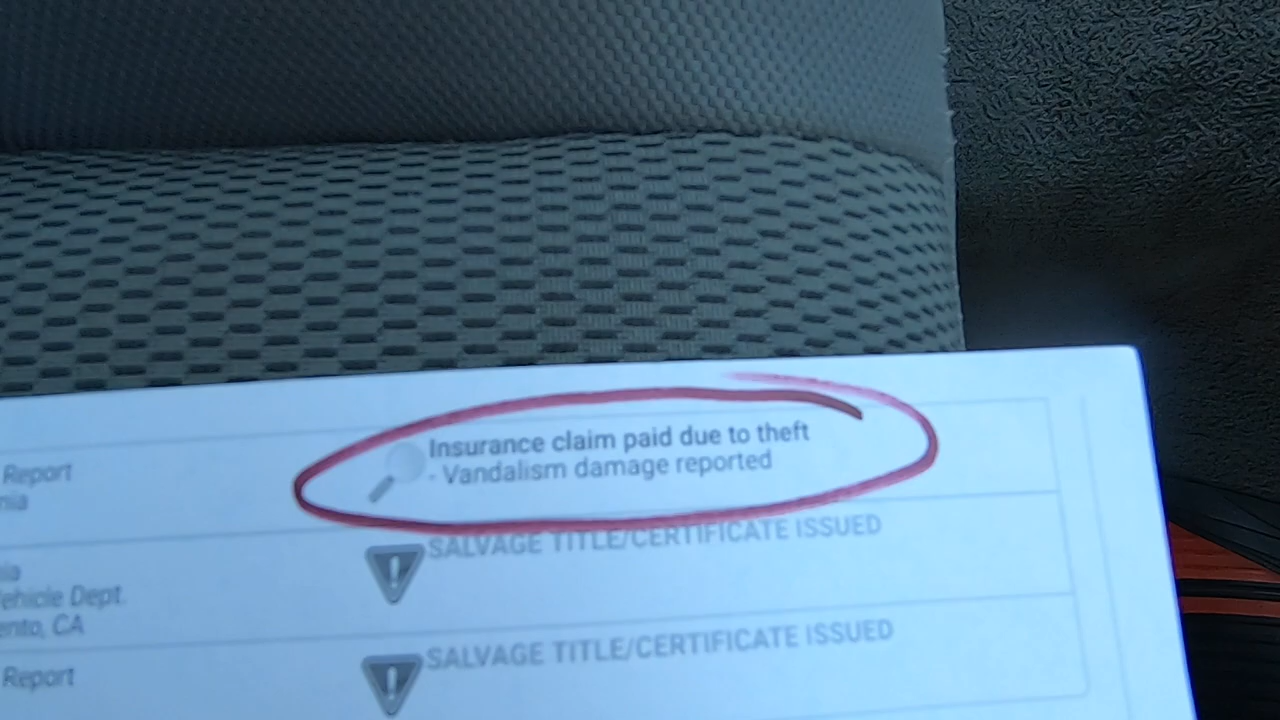 Report
Insurance claim paid due to theft
- Vandalism damage reported
SALVAGE TITLE/CERTIFICATE ISSUED
Dept.
CA
Report
SALVAGE TITLE/CERTIFICATE ISSUED